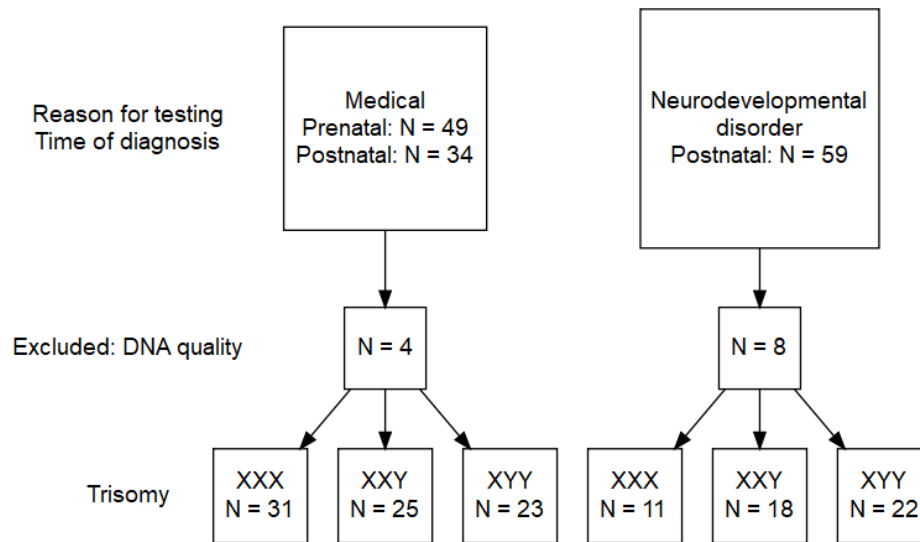 Reason for testing
Time of diagnosis
Medical
Prenatal: N = 49
Postnatal: N = 34
Neurodevelopmental
disorder
Postnatal: N = 59
Excluded: DNA quality
N = 4
N = 8
Trisomy
XXX
N = 31
XXY
N = 25
XYY
N = 23
XXX
N = 11
XXY
N = 18
XYY
N = 22